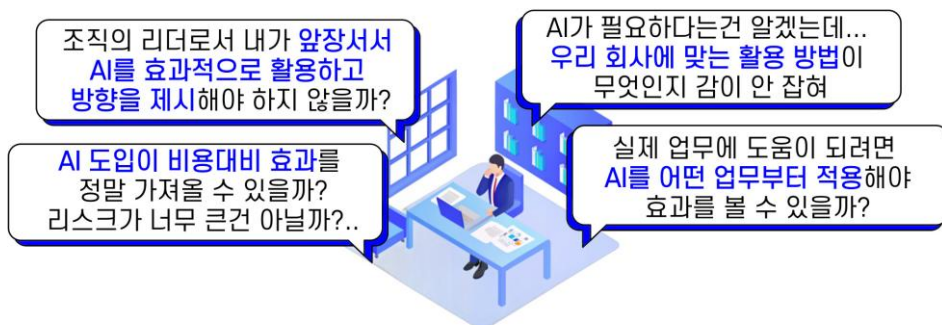 조직의 리더로서 내가 앞장서서
AI를 효과적으로 활용하고
방향을 제시해야 하지 않을까?
AI가 필요하다는건 알겠는데...
우리 회사에 맞는 활용 방법이
무엇인지 감이 안 잡혀
AI 도입이 비용대비 효과를
정말 가져올 수 있을까?
리스크가 너무 큰건 아닐까?..
실제 업무에 도움이 되려면
AI를 어떤 업무부터 적용해야
효과를 볼 수 있을까?